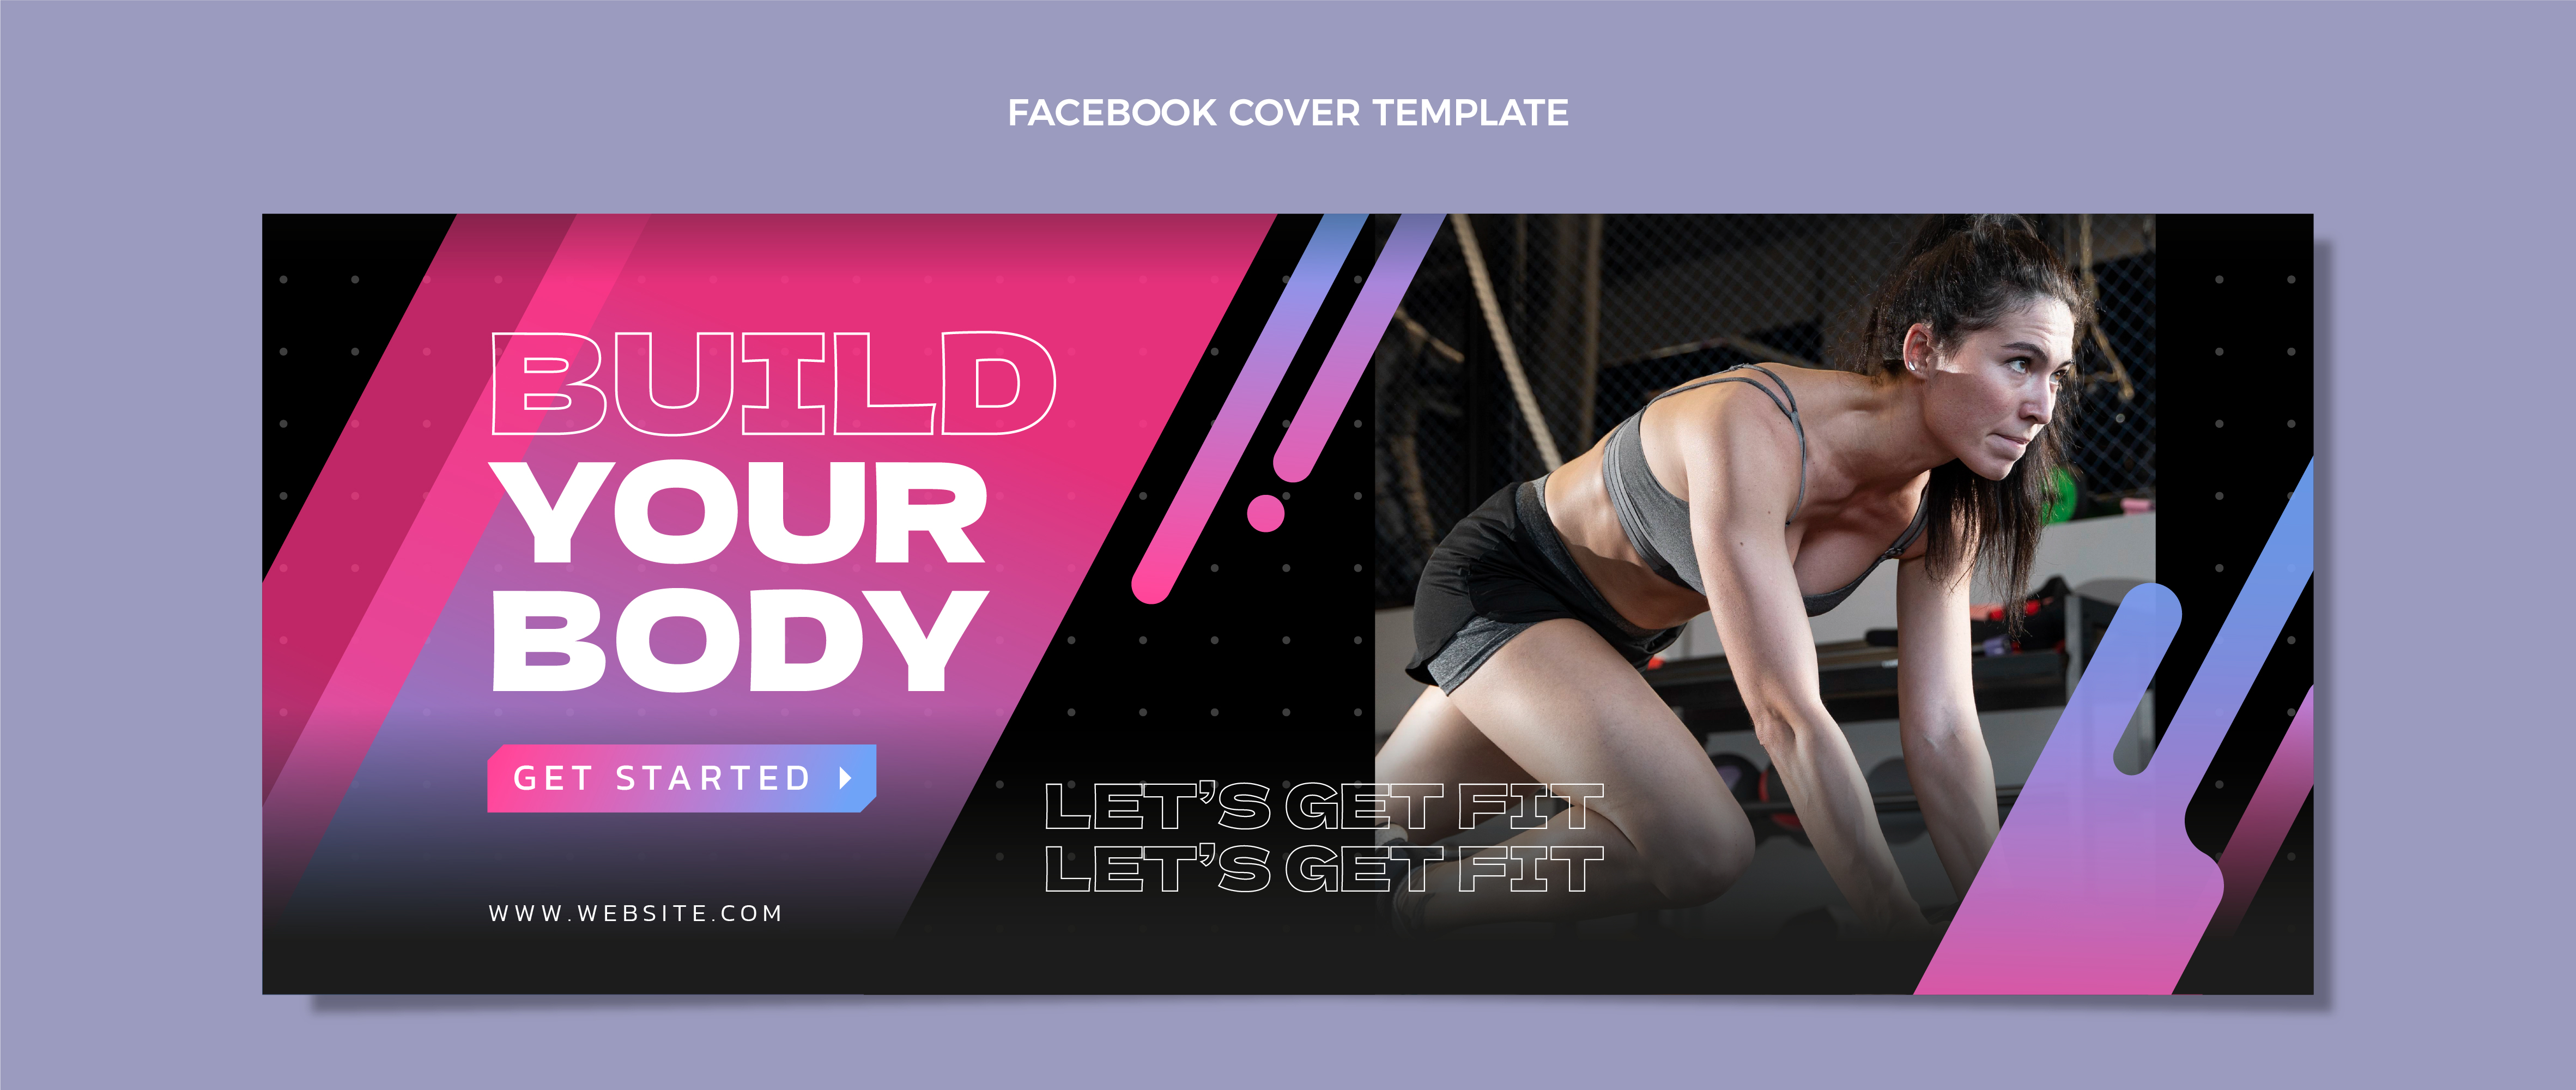 FACEBOOK COVER TEMPLATE
BUILD
YOUR
BODY
GET STARTED
WWW.WEBSITE.COM
LET'S GET FIT
LET'S GET FIT